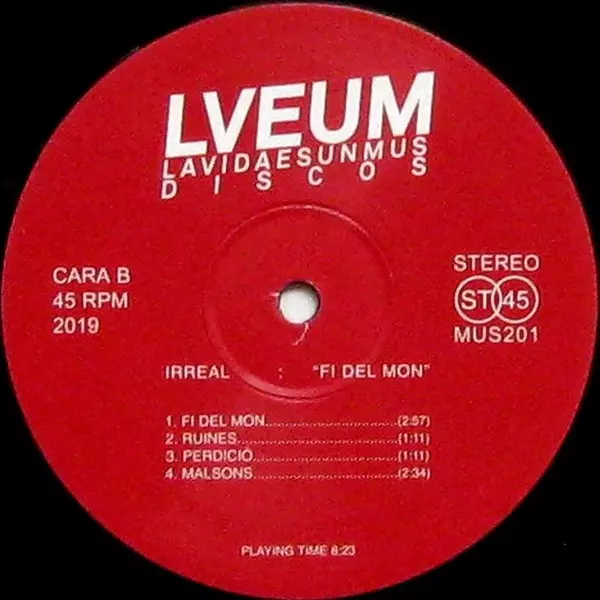 LVEUM
LAVIDAESUNMUS
DISCOS
CARA B
45 RPM
2019
STEREO
ST 45
MUS201
IRREAL : "FI DEL MON"
1. FI DEL MON..............................(2:57)
2. RUINES....................................(1:11)
3. PERDICIÓ................................(1:11)
4. MALSONS................................(2:34)
PLAYING TIME 8:23